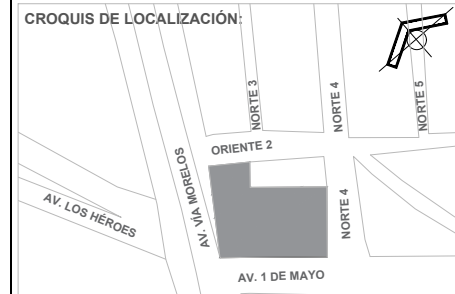 CROQUIS DE LOCALIZACIÓN:
NORTE 3
NORTE 4
NORTE 5
ORIENTE 2
AV. VÍA MORELOS
NORTE 4
AV. LOS HÉROES
AV. 1 DE MAYO